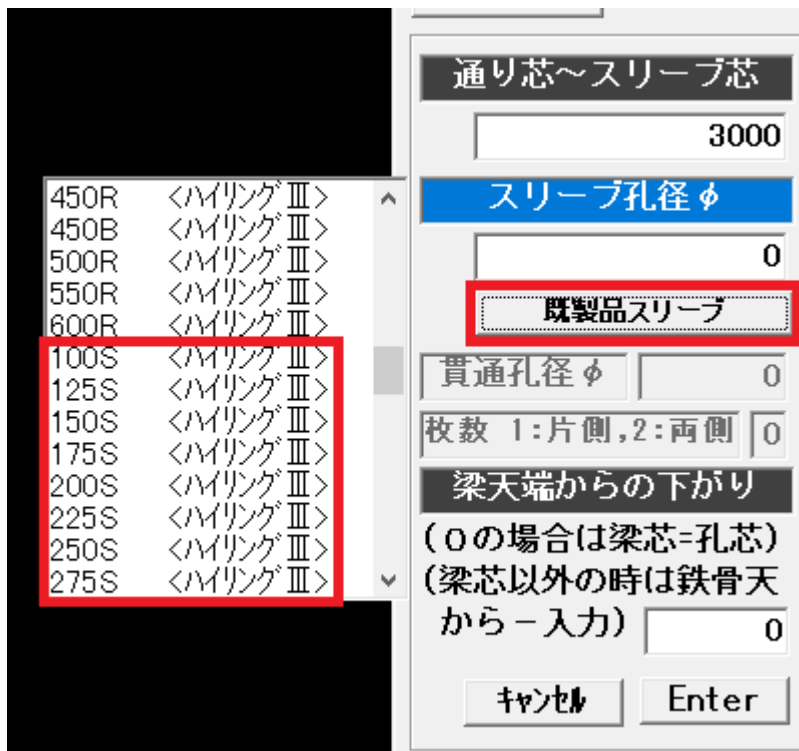 450R <ハイリングⅢ>
450B <ハイリングⅢ>
500R <ハイリングⅢ>
550R <ハイリングⅢ>
600R <ハイリングⅢ>
100S <ハイリングⅢ>
125S <ハイリングⅢ>
150S <ハイリングⅢ>
175S <ハイリングⅢ>
200S <ハイリングⅢ>
225S <ハイリングⅢ>
250S <ハイリングⅢ>
275S <ハイリングⅢ>
通り芯～スリーブ芯
3000
スリーブ孔径φ
0
既製品スリーブ
貫通孔径φ 0
枚数 1:片側,2:両側 0
梁天端からの下がり
(0の場合は梁芯=孔芯)
(梁芯以外の時は鉄骨天
から－入力) 0
キャンセル Enter